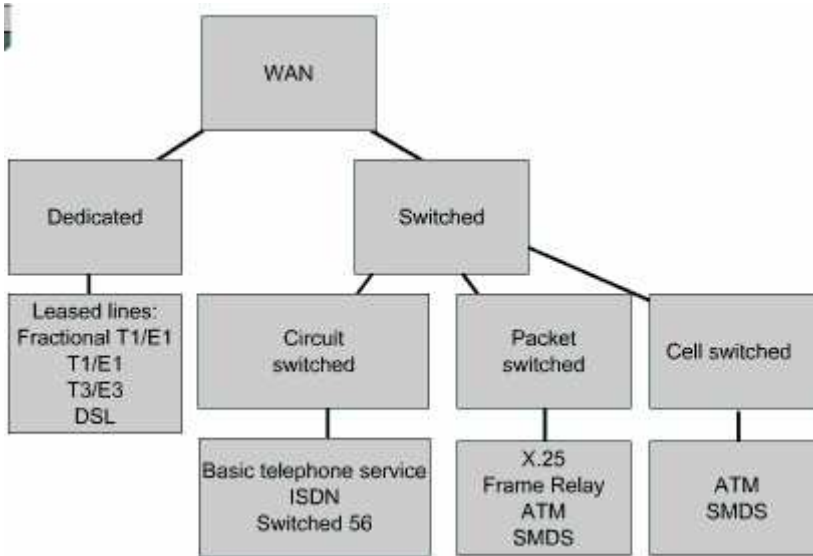 WAN
Dedicated
Switched
Leased lines:
Fractional T1/E1
T1/E1
T3/E3
DSL
Circuit
switched
Packet
switched
Cell switched
Basic telephone service
ISDN
Switched 56
X.25
Frame Relay
ATM
SMDS
ATM
SMDS